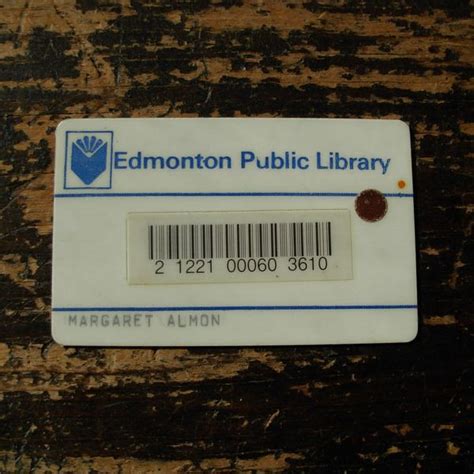 Edmonton Public Library
2 1221 00060 3610
MARGARET ALMON